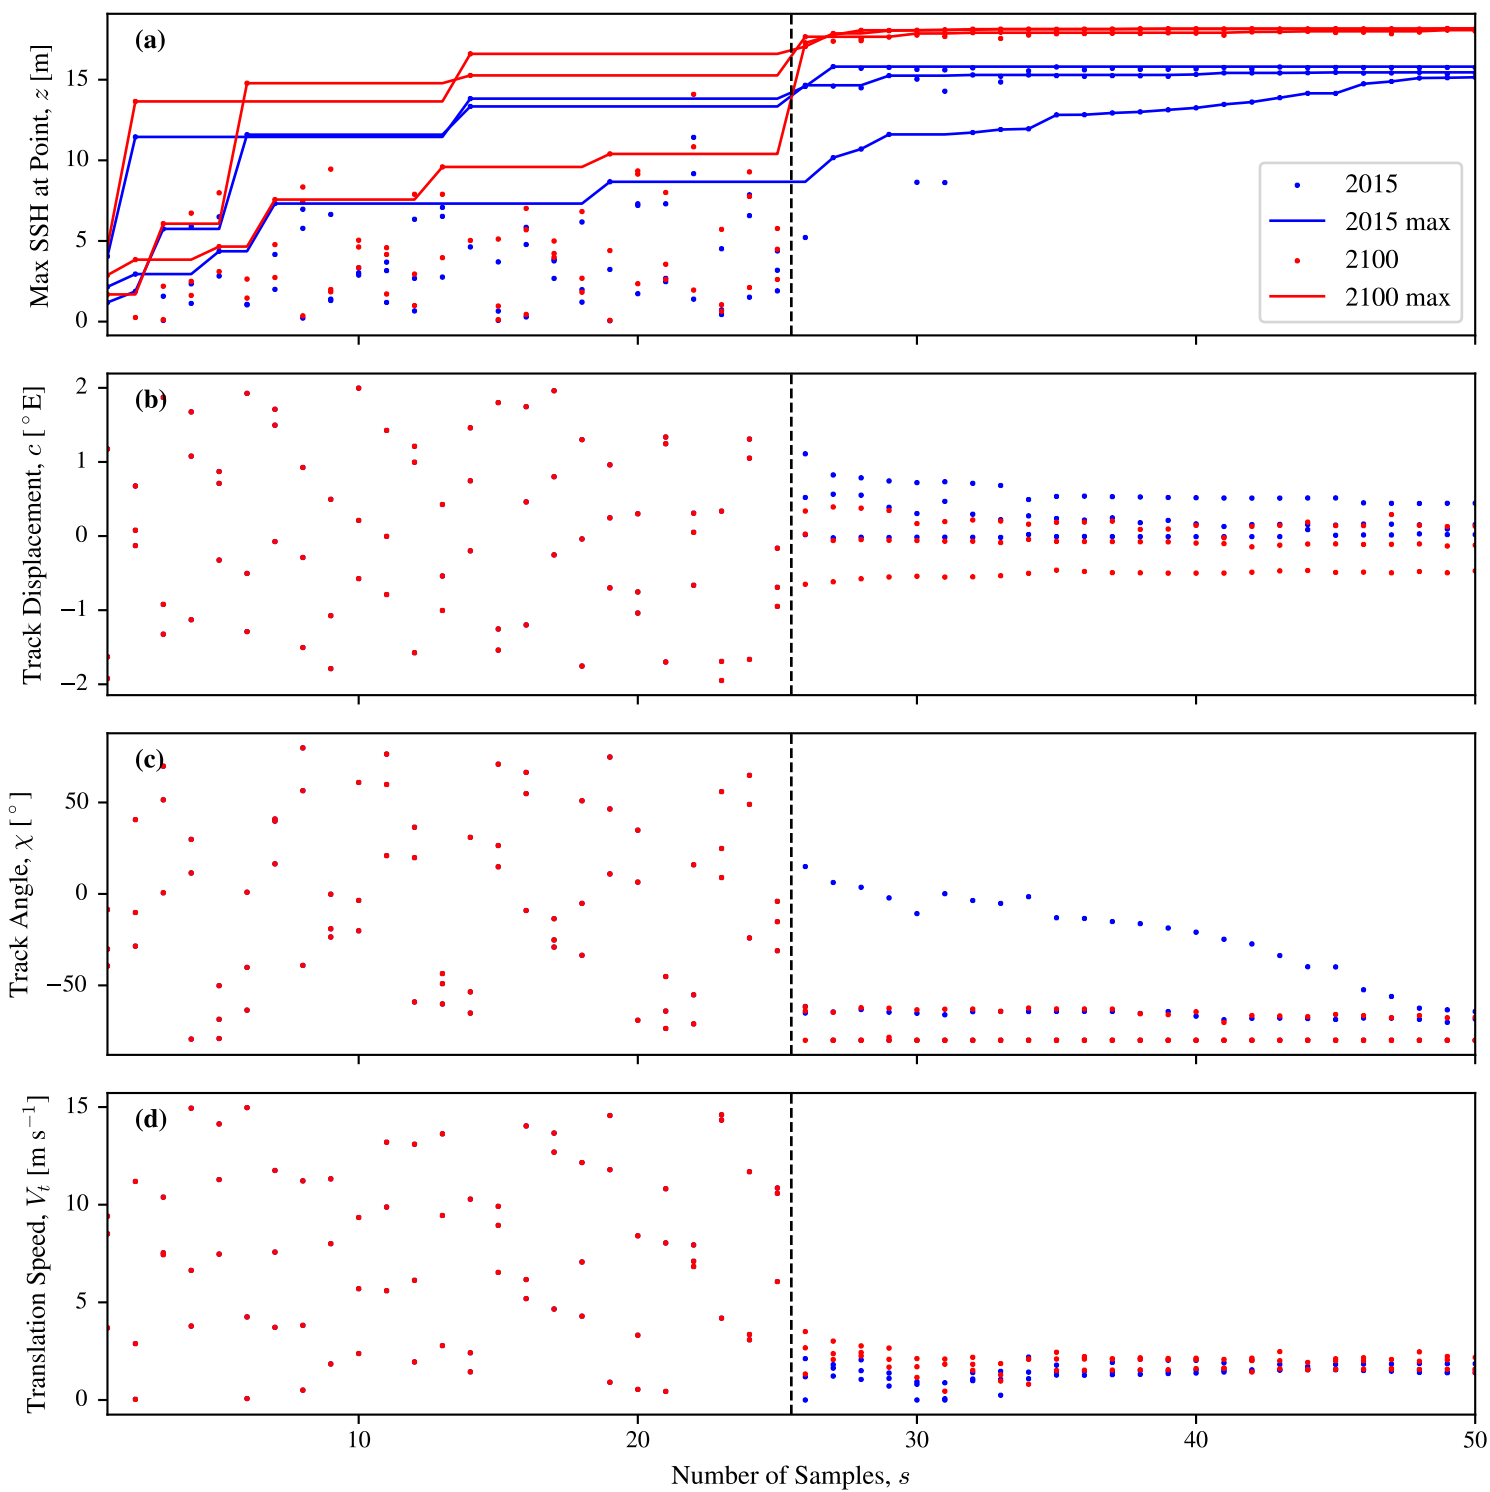 (a)
Max SSH at Point, z [m]
15
10
5
0
2015
2015 max
2100
2100 max
(b)
Track Displacement, c [°E]
2
1
0
−1
−2
(c)
Track Angle, χ [°]
50
0
−50
(d)
Translation Speed, Vₜ [m s⁻¹]
15
10
5
0
10 20 30 40 50
Number of Samples, s